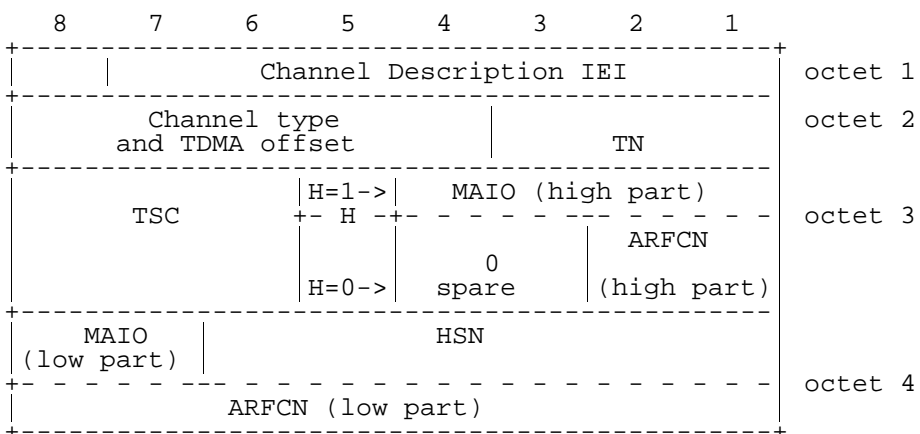 8 7 6 5 4 3 2 1
Channel Description IEI octet 1
Channel type octet 2
and TDMA offset TN
H=1-> MAIO (high part)
TSC H octet 3
ARFCN
0
H=0-> spare (high part)
MAIO HSN
(low part)
octet 4
ARFCN (low part)